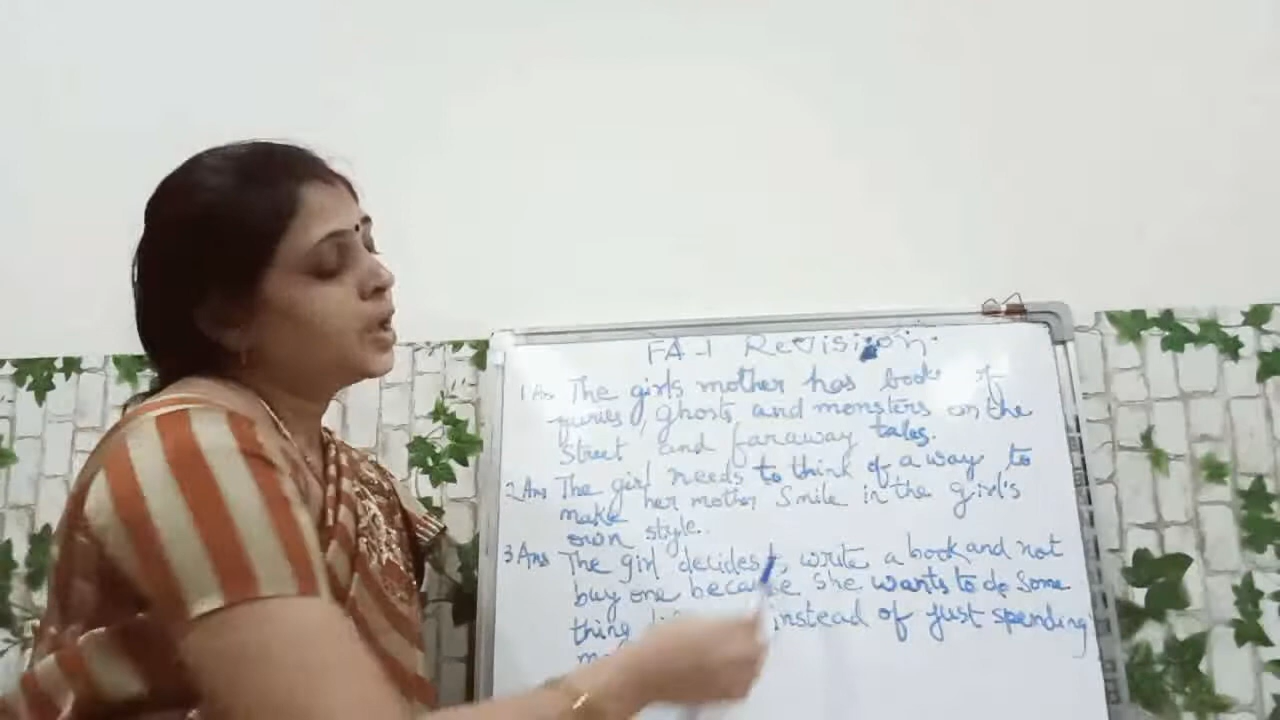 FA-1 Revision.
1 Ans The girls mother has books of
furies, ghosts and monsters on the
street and faraway tales.
2 Ans The girl needs to think of a way to
make her mother smile in the girl's
own style.
3 Ans The girl decides to write a book and not
buy one because she wants to do some
thing instead of just spending